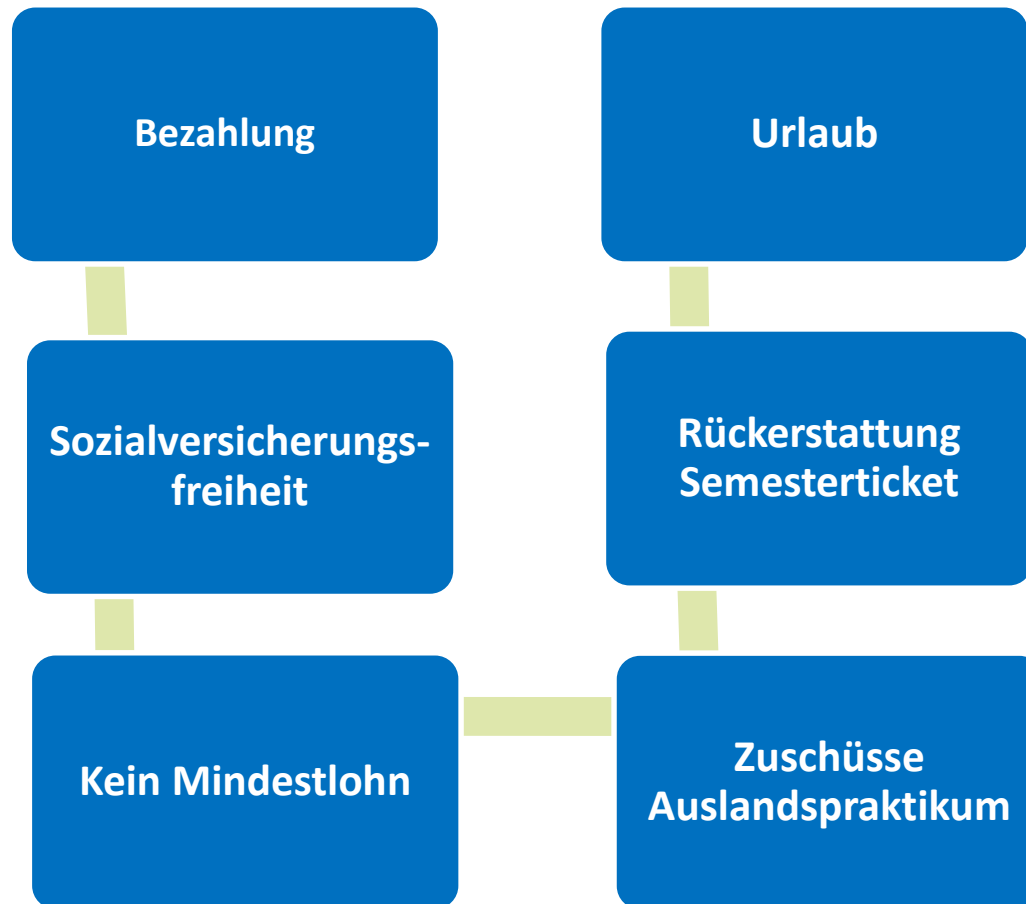 Bezahlung
Sozialversicherungs-
freiheit
Kein Mindestlohn
Zuschüsse
Auslandspraktikum
Rückerstattung
Semesterticket
Urlaub